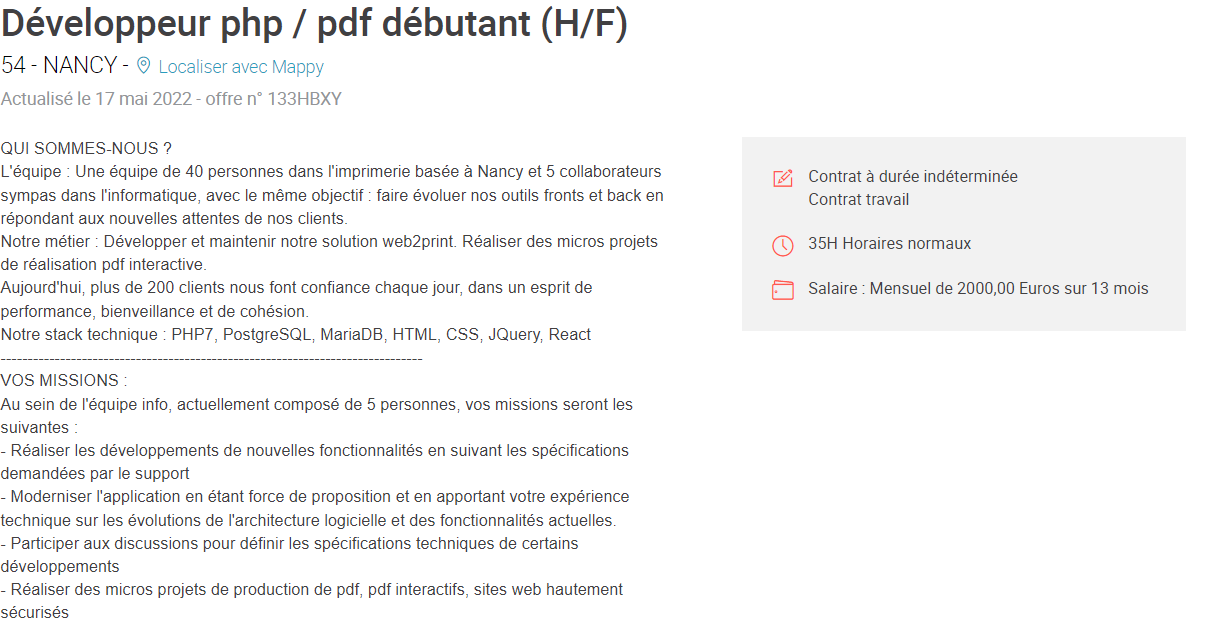 Développeur php / pdf débutant (H/F)
54 - NANCY - Localiser avec Mappy
Actualisé le 17 mai 2022 - offre n° 133HBXY
QUI SOMMES-NOUS ?
L'équipe : Une équipe de 40 personnes dans l'imprimerie basée à Nancy et 5 collaborateurs
sympas dans l'informatique, avec le même objectif : faire évoluer nos outils fronts et back en
répondant aux nouvelles attentes de nos clients.
Notre métier : Développer et maintenir notre solution web2print. Réaliser des micros projets
de réalisation pdf interactive.
Aujourd'hui, plus de 200 clients nous font confiance chaque jour, dans un esprit de
performance, bienveillance et de cohésion.
Notre stack technique : PHP7, PostgreSQL, MariaDB, HTML, CSS, JQuery, React
------------------------------------------------------------------------------
VOS MISSIONS :
Au sein de l'équipe info, actuellement composé de 5 personnes, vos missions seront les
suivantes :
- Réaliser les développements de nouvelles fonctionnalités en suivant les spécifications
demandées par le support
- Moderniser l'application en étant force de proposition et en apportant votre expérience
technique sur les évolutions de l'architecture logicielle et des fonctionnalités actuelles.
- Participer aux discussions pour définir les spécifications techniques de certains
développements
- Réaliser des micros projets de production de pdf, pdf interactifs, sites web hautement
sécurisés
Contrat à durée indéterminée
Contrat travail
35H Horaires normaux
Salaire : Mensuel de 2000,00 Euros sur 13 mois